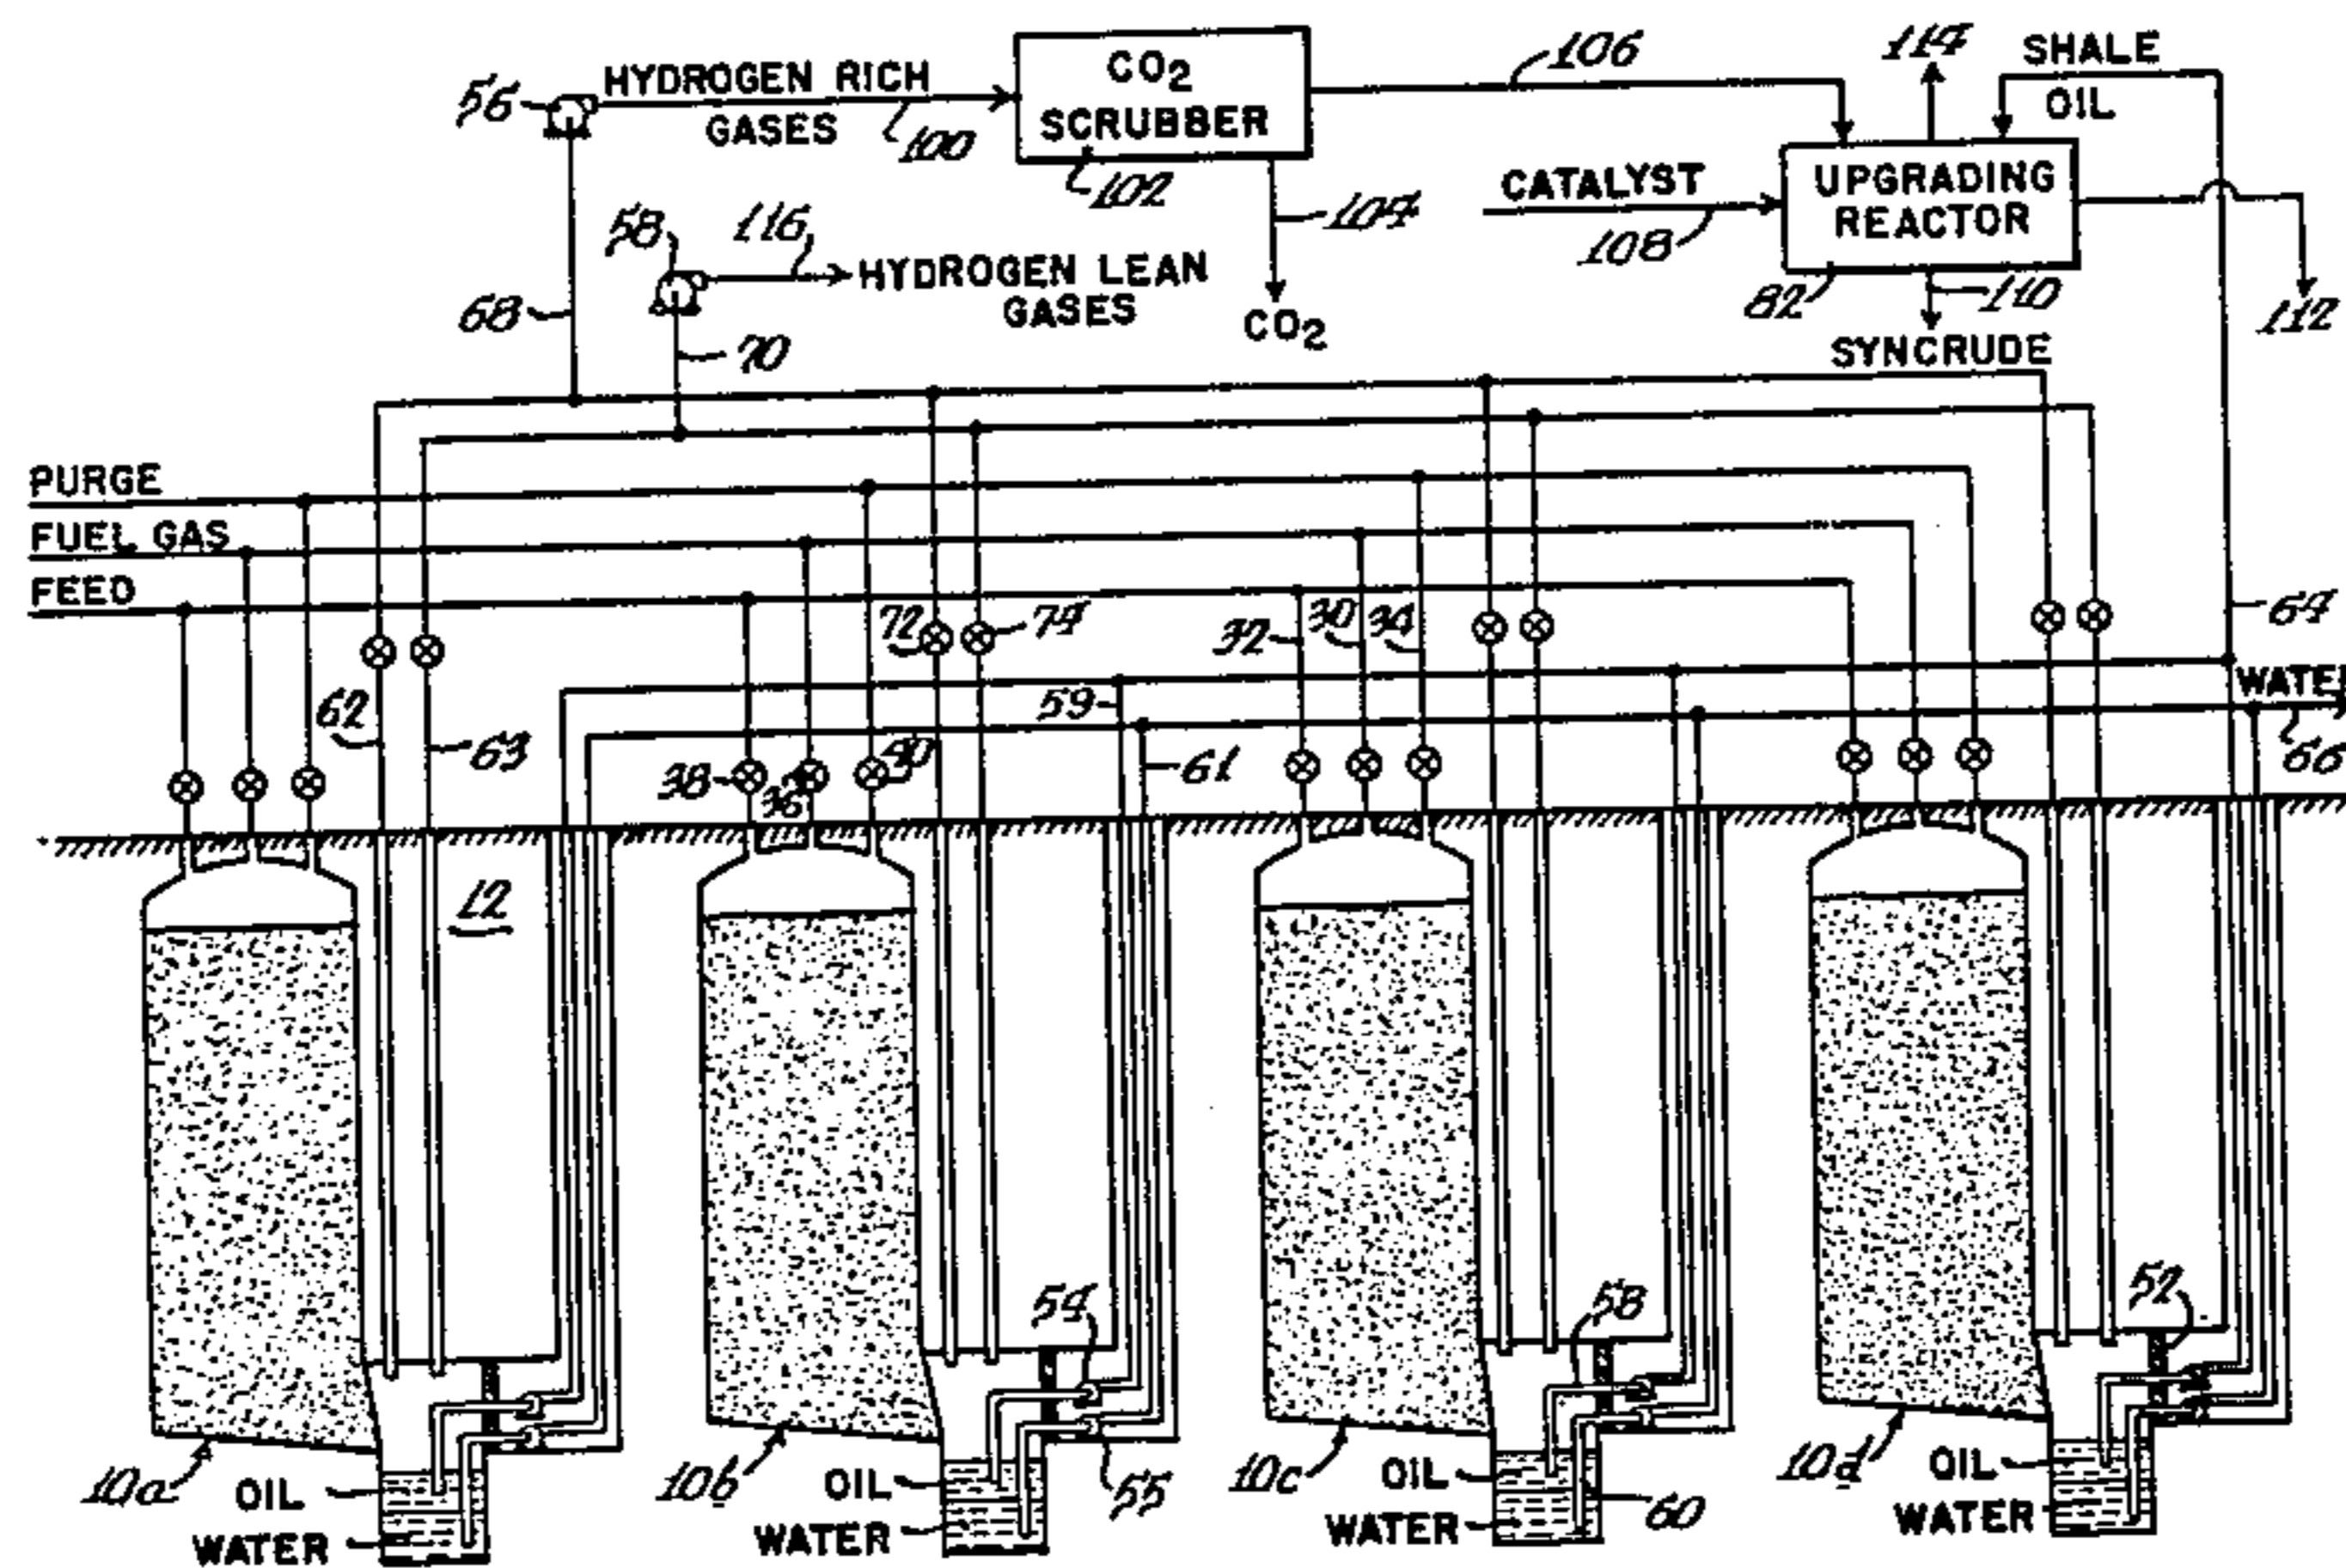 56
HYDROGEN RICH
GASES
100
CO2
SCRUBBER
102
104
CO2
106
114
SHALE
OIL
CATALYST
108
UPGRADING
REACTOR
82
110
SYNCRUDE
112
58
116
HYDROGEN LEAN
GASES
68
70
PURGE
FUEL GAS
FEED
72
74
32
30
34
64
WATER
66
62
63
59
61
38
36
40
12
54
58
52
10a
OIL
WATER
10b
OIL
WATER
55
10c
OIL
WATER
60
10d
OIL
WATER